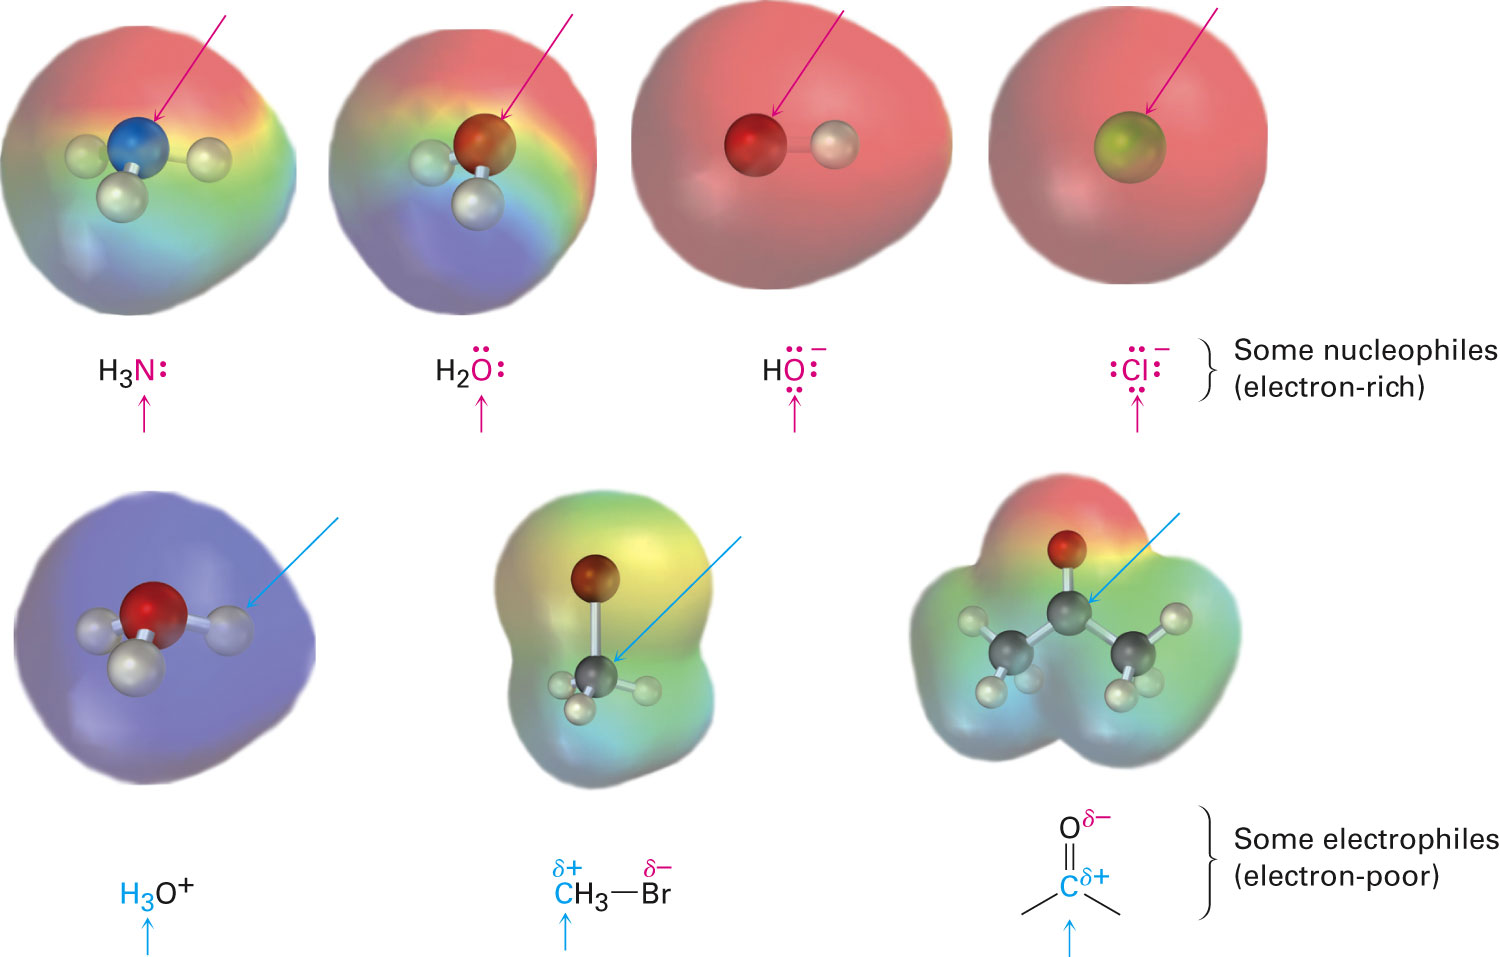 H₃N:
H₂Ö:
HÖ:⁻
:Cl:⁻
Some nucleophiles
(electron-rich)
H₃O⁺
δ+ δ−
CH₃—Br
Oδ−
Cδ+
Some electrophiles
(electron-poor)